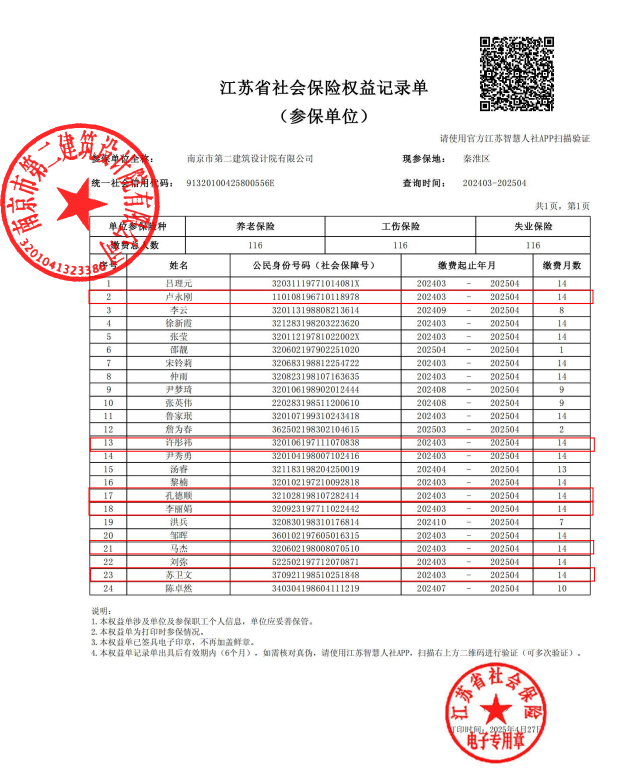 江苏省社会保险权益记录单
（参保单位）
请使用官方江苏智慧人社APP扫描验证
参保单位全称： 南京市第二建筑设计院有限公司 现参保地： 秦淮区
统一社会信用代码： 91320100425800556E 查询时间： 202403-202504
共1页，第1页
单位参保险种 养老保险 工伤保险 失业保险
缴费总人数 116 116 116
序号 姓名 公民身份号码（社会保障号） 缴费起止年月 缴费月数
1 吕理元 32031119771014081X 202403 - 202504 14
2 卢永刚 110108196710118978 202403 - 202504 14
3 李云 320113198808213614 202409 - 202504 8
4 徐新霞 321283198203223620 202403 - 202504 14
5 张莹 32011219781022002X 202403 - 202504 14
6 邵靓 320602197902251020 202504 - 202504 1
7 宋铃莉 320683198812254722 202403 - 202504 14
8 仲雨 320823198107163635 202403 - 202504 14
9 尹梦琦 320106198902012444 202408 - 202504 9
10 张英伟 220283198511200610 202408 - 202504 9
11 鲁家珉 320107199310243418 202403 - 202504 14
12 詹为春 362502198302104615 202503 - 202504 2
13 许彤祎 320106197111070838 202403 - 202504 14
14 尹秀勇 320104198007102416 202403 - 202504 14
15 汤睿 321183198204250019 202404 - 202504 13
16 黎楠 320102197210092818 202403 - 202504 14
17 孔德顺 321028198107282414 202403 - 202504 14
18 李丽娟 320923197711022442 202403 - 202504 14
19 洪兵 320830198310176814 202410 - 202504 7
20 邹晖 360102197605016315 202403 - 202504 14
21 马杰 320602198008070510 202403 - 202504 14
22 刘弥 522502197712070871 202403 - 202504 14
23 苏卫文 370921198510251848 202403 - 202504 14
24 陈卓然 340304198604111219 202407 - 202504 10
说明：
1.本权益单涉及单位及参保职工个人信息，单位应妥善保管。
2.本权益单为打印时参保情况。
3.本权益单已签具电子印章，不再加盖鲜章。
4.本权益单记录单出具后有效期内（6个月），如需核对真伪，请使用江苏智慧人社APP，扫描右上方二维码进行验证（可多次验证）。
打印时间：2025年4月27日
南京市第二建筑设计院有限公司
3201041323380
江苏省社会保险
电子专用章